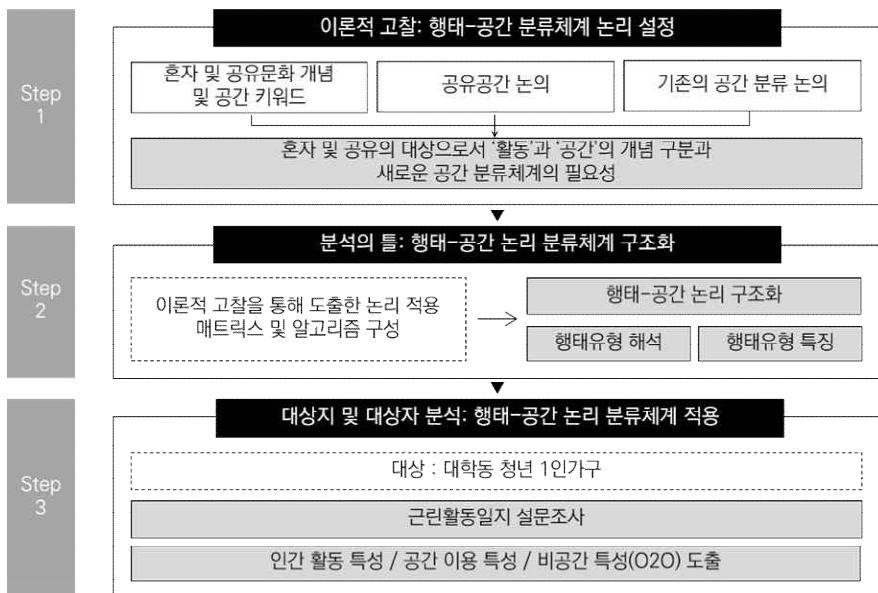 Step
1
이론적 고찰: 행태-공간 분류체계 논리 설정
혼자 및 공유문화 개념
및 공간 키워드
공유공간 논의
기존의 공간 분류 논의
혼자 및 공유의 대상으로서 '활동'과 '공간'의 개념 구분과
새로운 공간 분류체계의 필요성
Step
2
분석의 틀: 행태-공간 논리 분류체계 구조화
이론적 고찰을 통해 도출한 논리 적용
매트릭스 및 알고리즘 구성
행태-공간 논리 구조화
행태유형 해석
행태유형 특징
Step
3
대상지 및 대상자 분석: 행태-공간 논리 분류체계 적용
대상 : 대학동 청년 1인가구
근린활동일지 설문조사
인간 활동 특성 / 공간 이용 특성 / 비공간 특성(O2O) 도출